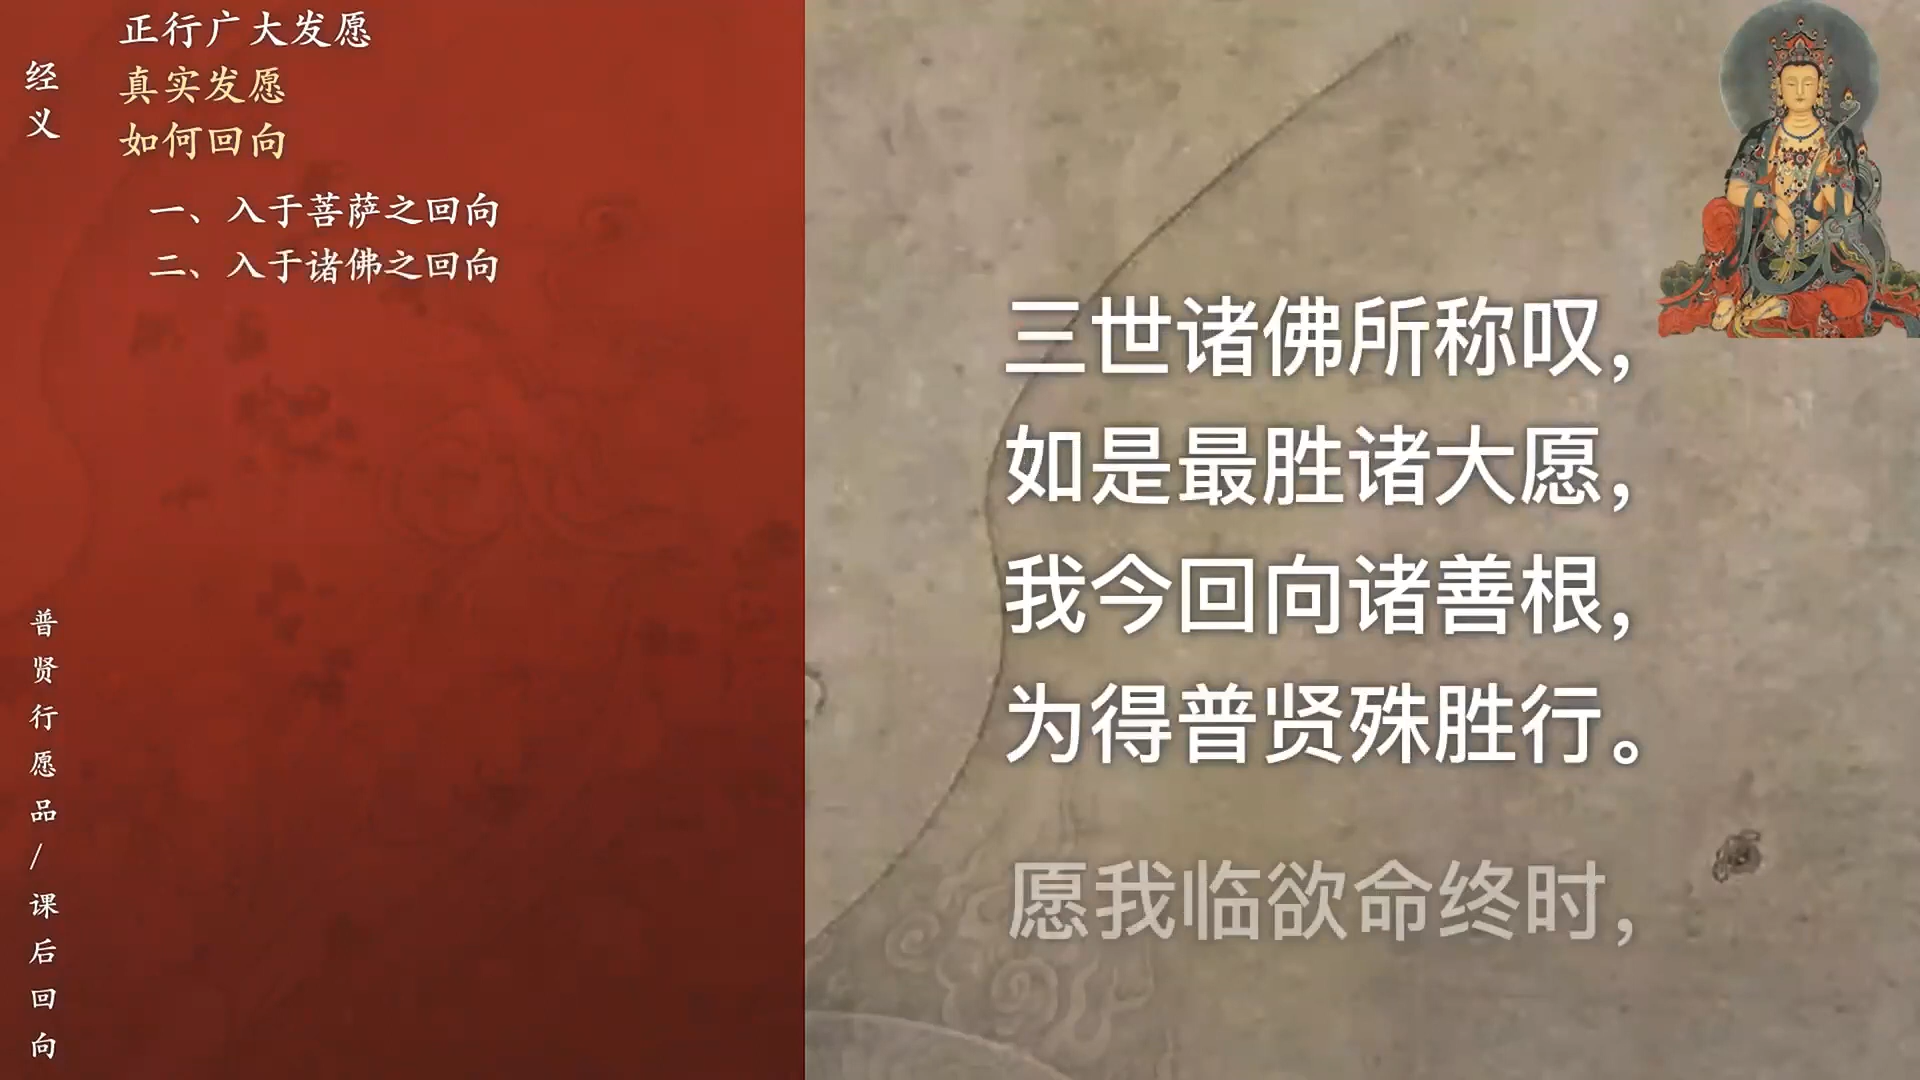 经义
正行广大发愿
真实发愿
如何回向
一、入于菩萨之回向
二、入于诸佛之回向
普贤行愿品/课后回向
三世诸佛所称叹，
如是最胜诸大愿，
我今回向诸善根，
为得普贤殊胜行。
愿我临欲命终时，